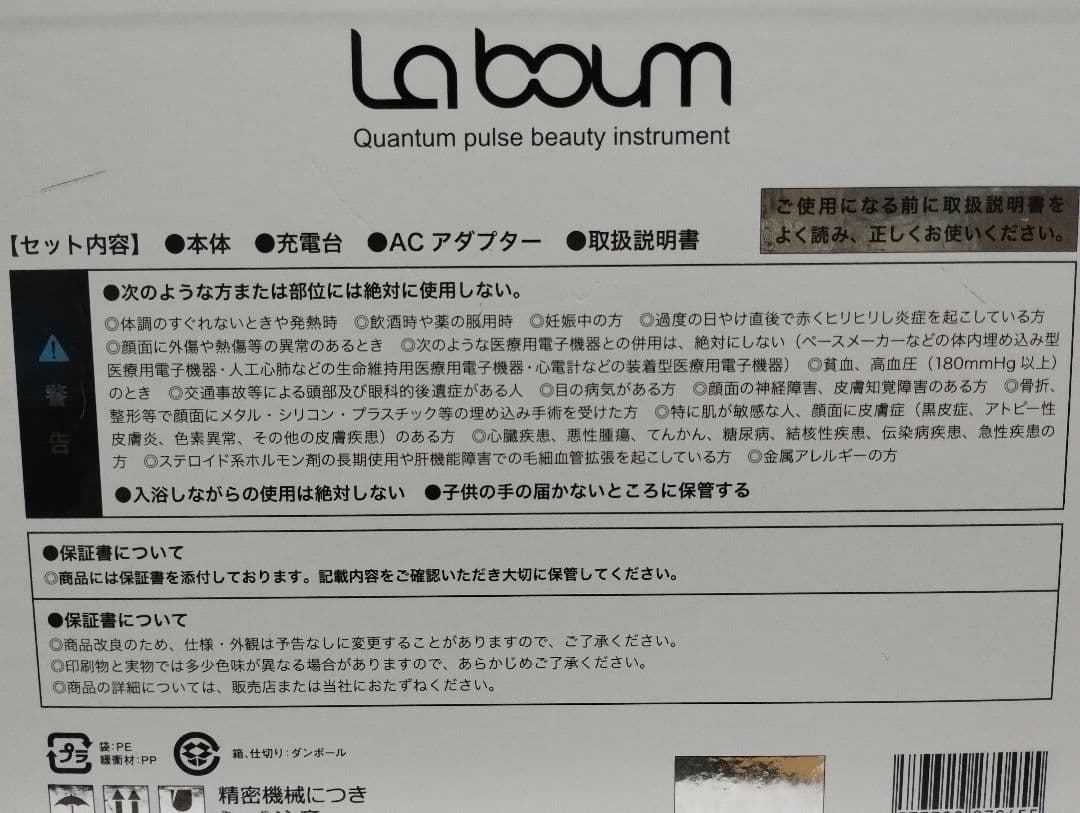 La boum
Quantum pulse beauty instrument
ご使用になる前に取扱説明書を
よく読み、正しくお使いください。
【セット内容】 ●本体 ●充電台 ●AC アダプター ●取扱説明書
警告
●次のような方または部位には絶対に使用しない。
◎体調のすぐれないときや発熱時 ◎飲酒時や薬の服用時 ◎妊娠中の方 ◎過度の日やけ直後で赤くヒリヒリし炎症を起こしている方
◎顔面に外傷や熱傷等の異常のあるとき ◎次のような医療用電子機器との併用は、絶対にしない（ペースメーカーなどの体内埋め込み型
医療用電子機器・人工心肺などの生命維持用医療用電子機器・心電計などの装着型医療用電子機器）◎貧血、高血圧（180mmHg 以上）
のとき ◎交通事故等による頭部及び眼科的後遺症がある人 ◎目の病気がある方 ◎顔面の神経障害、皮膚知覚障害のある方 ◎骨折、
整形等で顔面にメタル・シリコン・プラスチック等の埋め込み手術を受けた方 ◎特に肌が敏感な人、顔面に皮膚症（黒皮症、アトピー性
皮膚炎、色素異常、その他の皮膚疾患）のある方 ◎心臓疾患、悪性腫瘍、てんかん、糖尿病、結核性疾患、伝染病疾患、急性疾患の
方 ◎ステロイド系ホルモン剤の長期使用や肝機能障害での毛細血管拡張を起こしている方 ◎金属アレルギーの方
●入浴しながらの使用は絶対しない ●子供の手の届かないところに保管する
●保証書について
◎商品には保証書を添付しております。記載内容をご確認いただき大切に保管してください。
●保証書について
◎商品改良のため、仕様・外観は予告なしに変更することがありますので、ご了承ください。
◎印刷物と実物では多少色味が異なる場合がありますので、あらかじめご了承ください。
◎商品の詳細については、販売店または当社におたずねください。
プラ
袋:PE
緩衝材:PP
箱、仕切り：ダンボール
精密機械につき